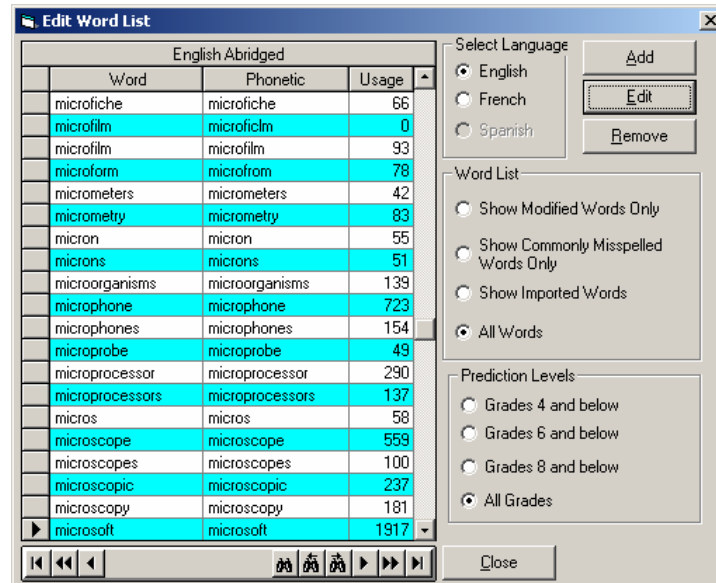 Edit Word List
English Abridged
Word Phonetic Usage
microfiche microfiche 66
microfilm microficlm 0
microfilm microfilm 93
microform microfrom 78
micrometers micrometers 42
micrometry micrometry 83
micron micron 55
microns microns 51
microorganisms microorganisms 139
microphone microphone 723
microphones microphones 154
microprobe microprobe 49
microprocessor microprocessor 290
microprocessors microprocessors 137
micros micros 58
microscope microscope 559
microscopes microscopes 100
microscopic microscopic 237
microscopy microscopy 181
microsoft microsoft 1917
Select Language
English
French
Spanish
Add
Edit
Remove
Word List
Show Modified Words Only
Show Commonly Misspelled
Words Only
Show Imported Words
All Words
Prediction Levels
Grades 4 and below
Grades 6 and below
Grades 8 and below
All Grades
Close